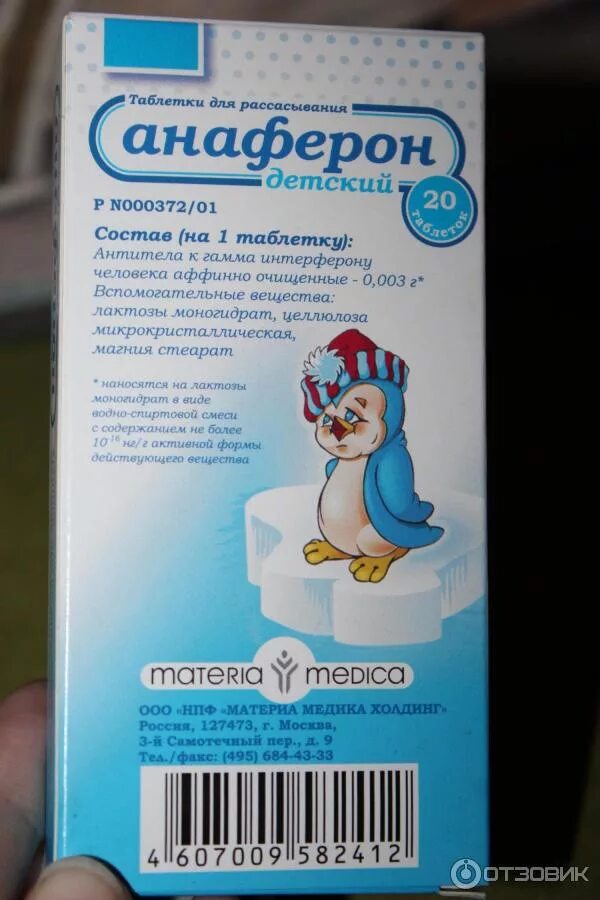 Таблетки для рассасывания
анаферон
детский
20
таблеток
Р N000372/01
Состав (на 1 таблетку):
Антитела к гамма интерферону
человека аффинно очищенные - 0,003 г*
Вспомогательные вещества:
лактозы моногидрат, целлюлоза
микрокристаллическая,
магния стеарат
* наносятся на лактозы
моногидрат в виде
водно-спиртовой смеси
с содержанием не более
10¹⁶ нг/г активной формы
действующего вещества
materia medica
ООО «НПФ «МАТЕРИА МЕДИКА ХОЛДИНГ»
Россия, 127473, г. Москва,
3-й Самотечный пер., д. 9
Тел./факс: (495) 684-43-33
4 607009 582412
ОТЗОВИК